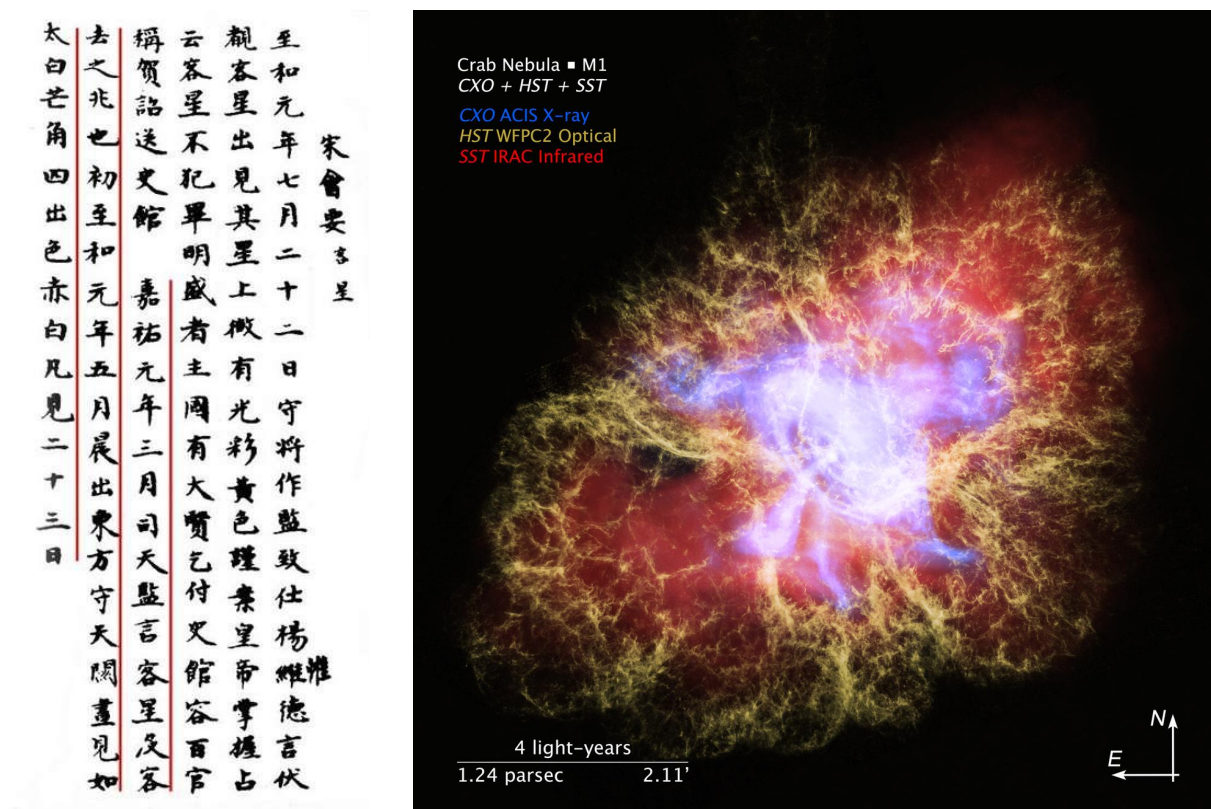 宋會要
至和元年七月二十二日守將作監致仕楊維德言伏
覩客星出見其星上微有光彩黃色謹案皇帝掌握占
云客星不犯畢明盛者主國有大賢乞付史館容百官
稱賀詔送史館 嘉祐元年三月司天監言客星没客
去之兆也初至和元年五月晨出東方守天關晝見如
太白芒角四出色赤白凡見二十三日
Crab Nebula ▪ M1
CXO + HST + SST
CXO ACIS X-ray
HST WFPC2 Optical
SST IRAC Infrared
4 light-years
1.24 parsec 2.11'
N
E